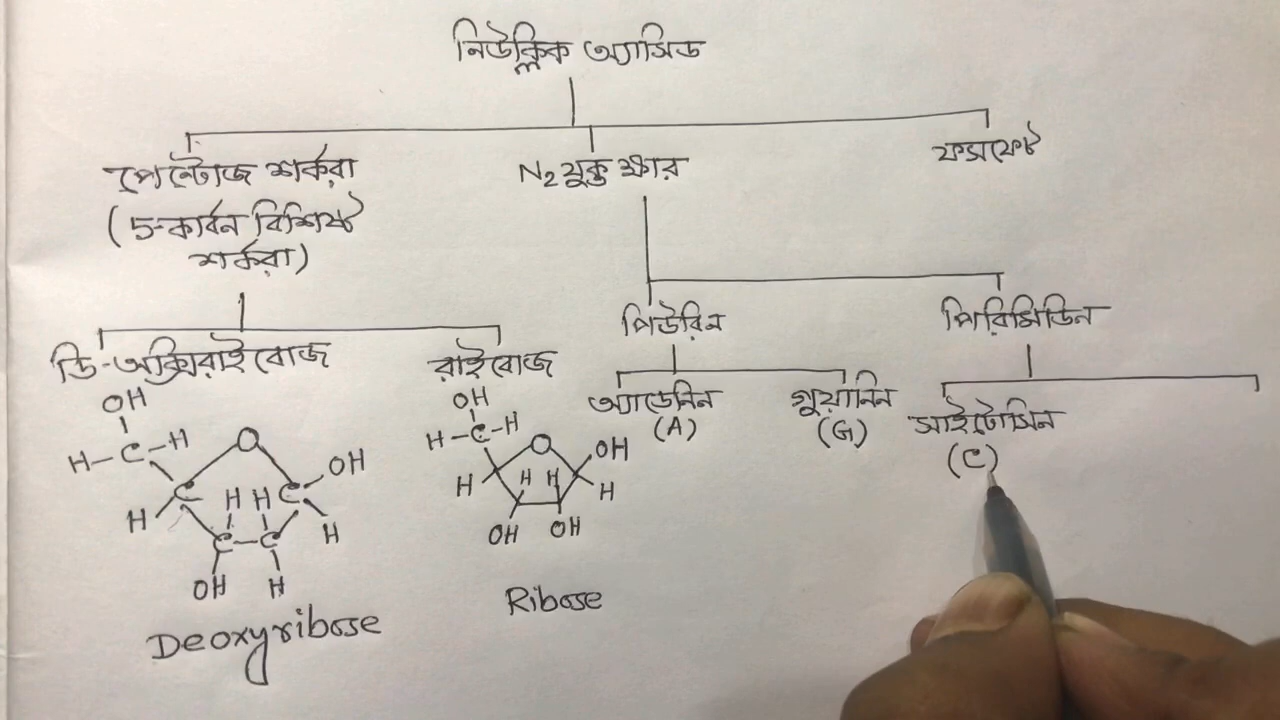 নিউক্লিক অ্যাসিড
পেন্টোজ শর্করা
(5-কার্বন বিশিষ্ট
শর্করা)
N2যুক্ত ক্ষার
ফসফেট
ডি-অক্সিরাইবোজ
রাইবোজ
পিউরিন
পিরিমিডিন
অ্যাডেনিন
(A)
গুয়ানিন
(G)
সাইটোসিন
(C)
OH
H-C-H
O
C
C
OH
H
H H
H
C-C
OH H
Deoxyribose
OH
H-C-H
O
OH
H
H H
H
OH OH
Ribose